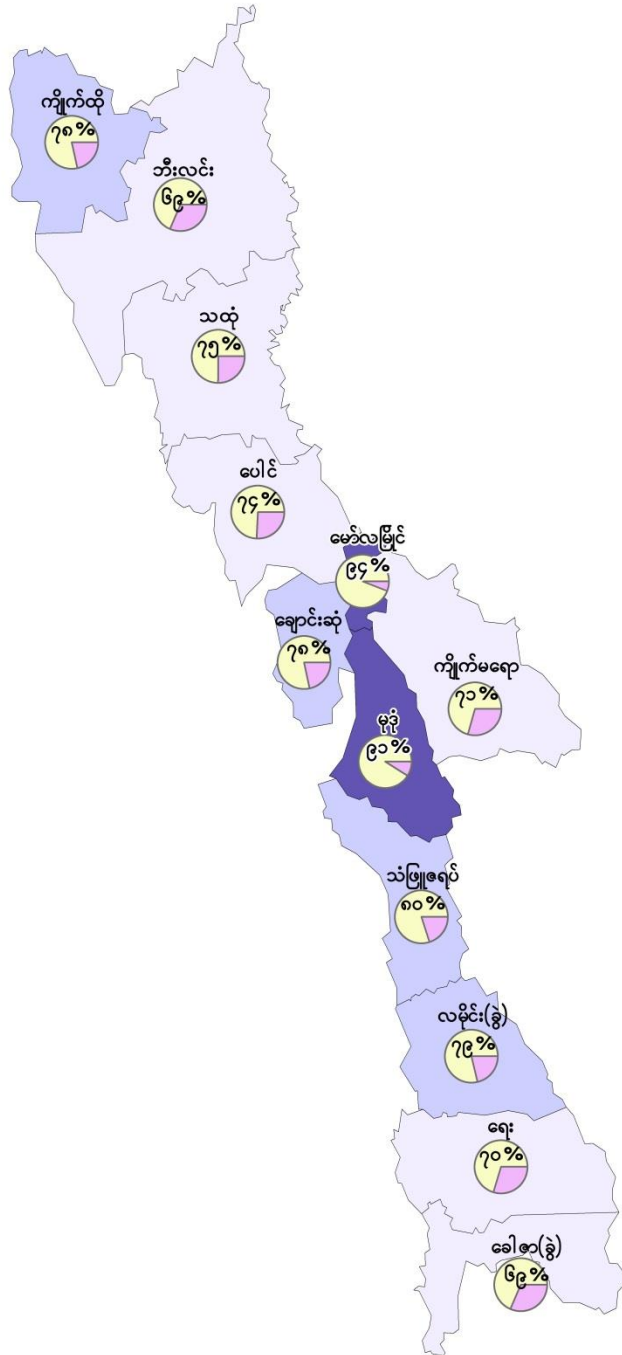 ကျိုက်ထို
၇၈%
ဘီးလင်း
၆၉%
သထုံ
၇၅%
ပေါင်
၇၄%
မော်လမြိုင်
၉၄%
ချောင်းဆုံ
၇၈%
ကျိုက်မရော
၇၁%
မုဒုံ
၉၁%
သံဖြူဇရပ်
၈၀%
လမိုင်း(ခွဲ)
၇၉%
ရေး
၇၀%
ခေါဇာ(ခွဲ)
၆၉%